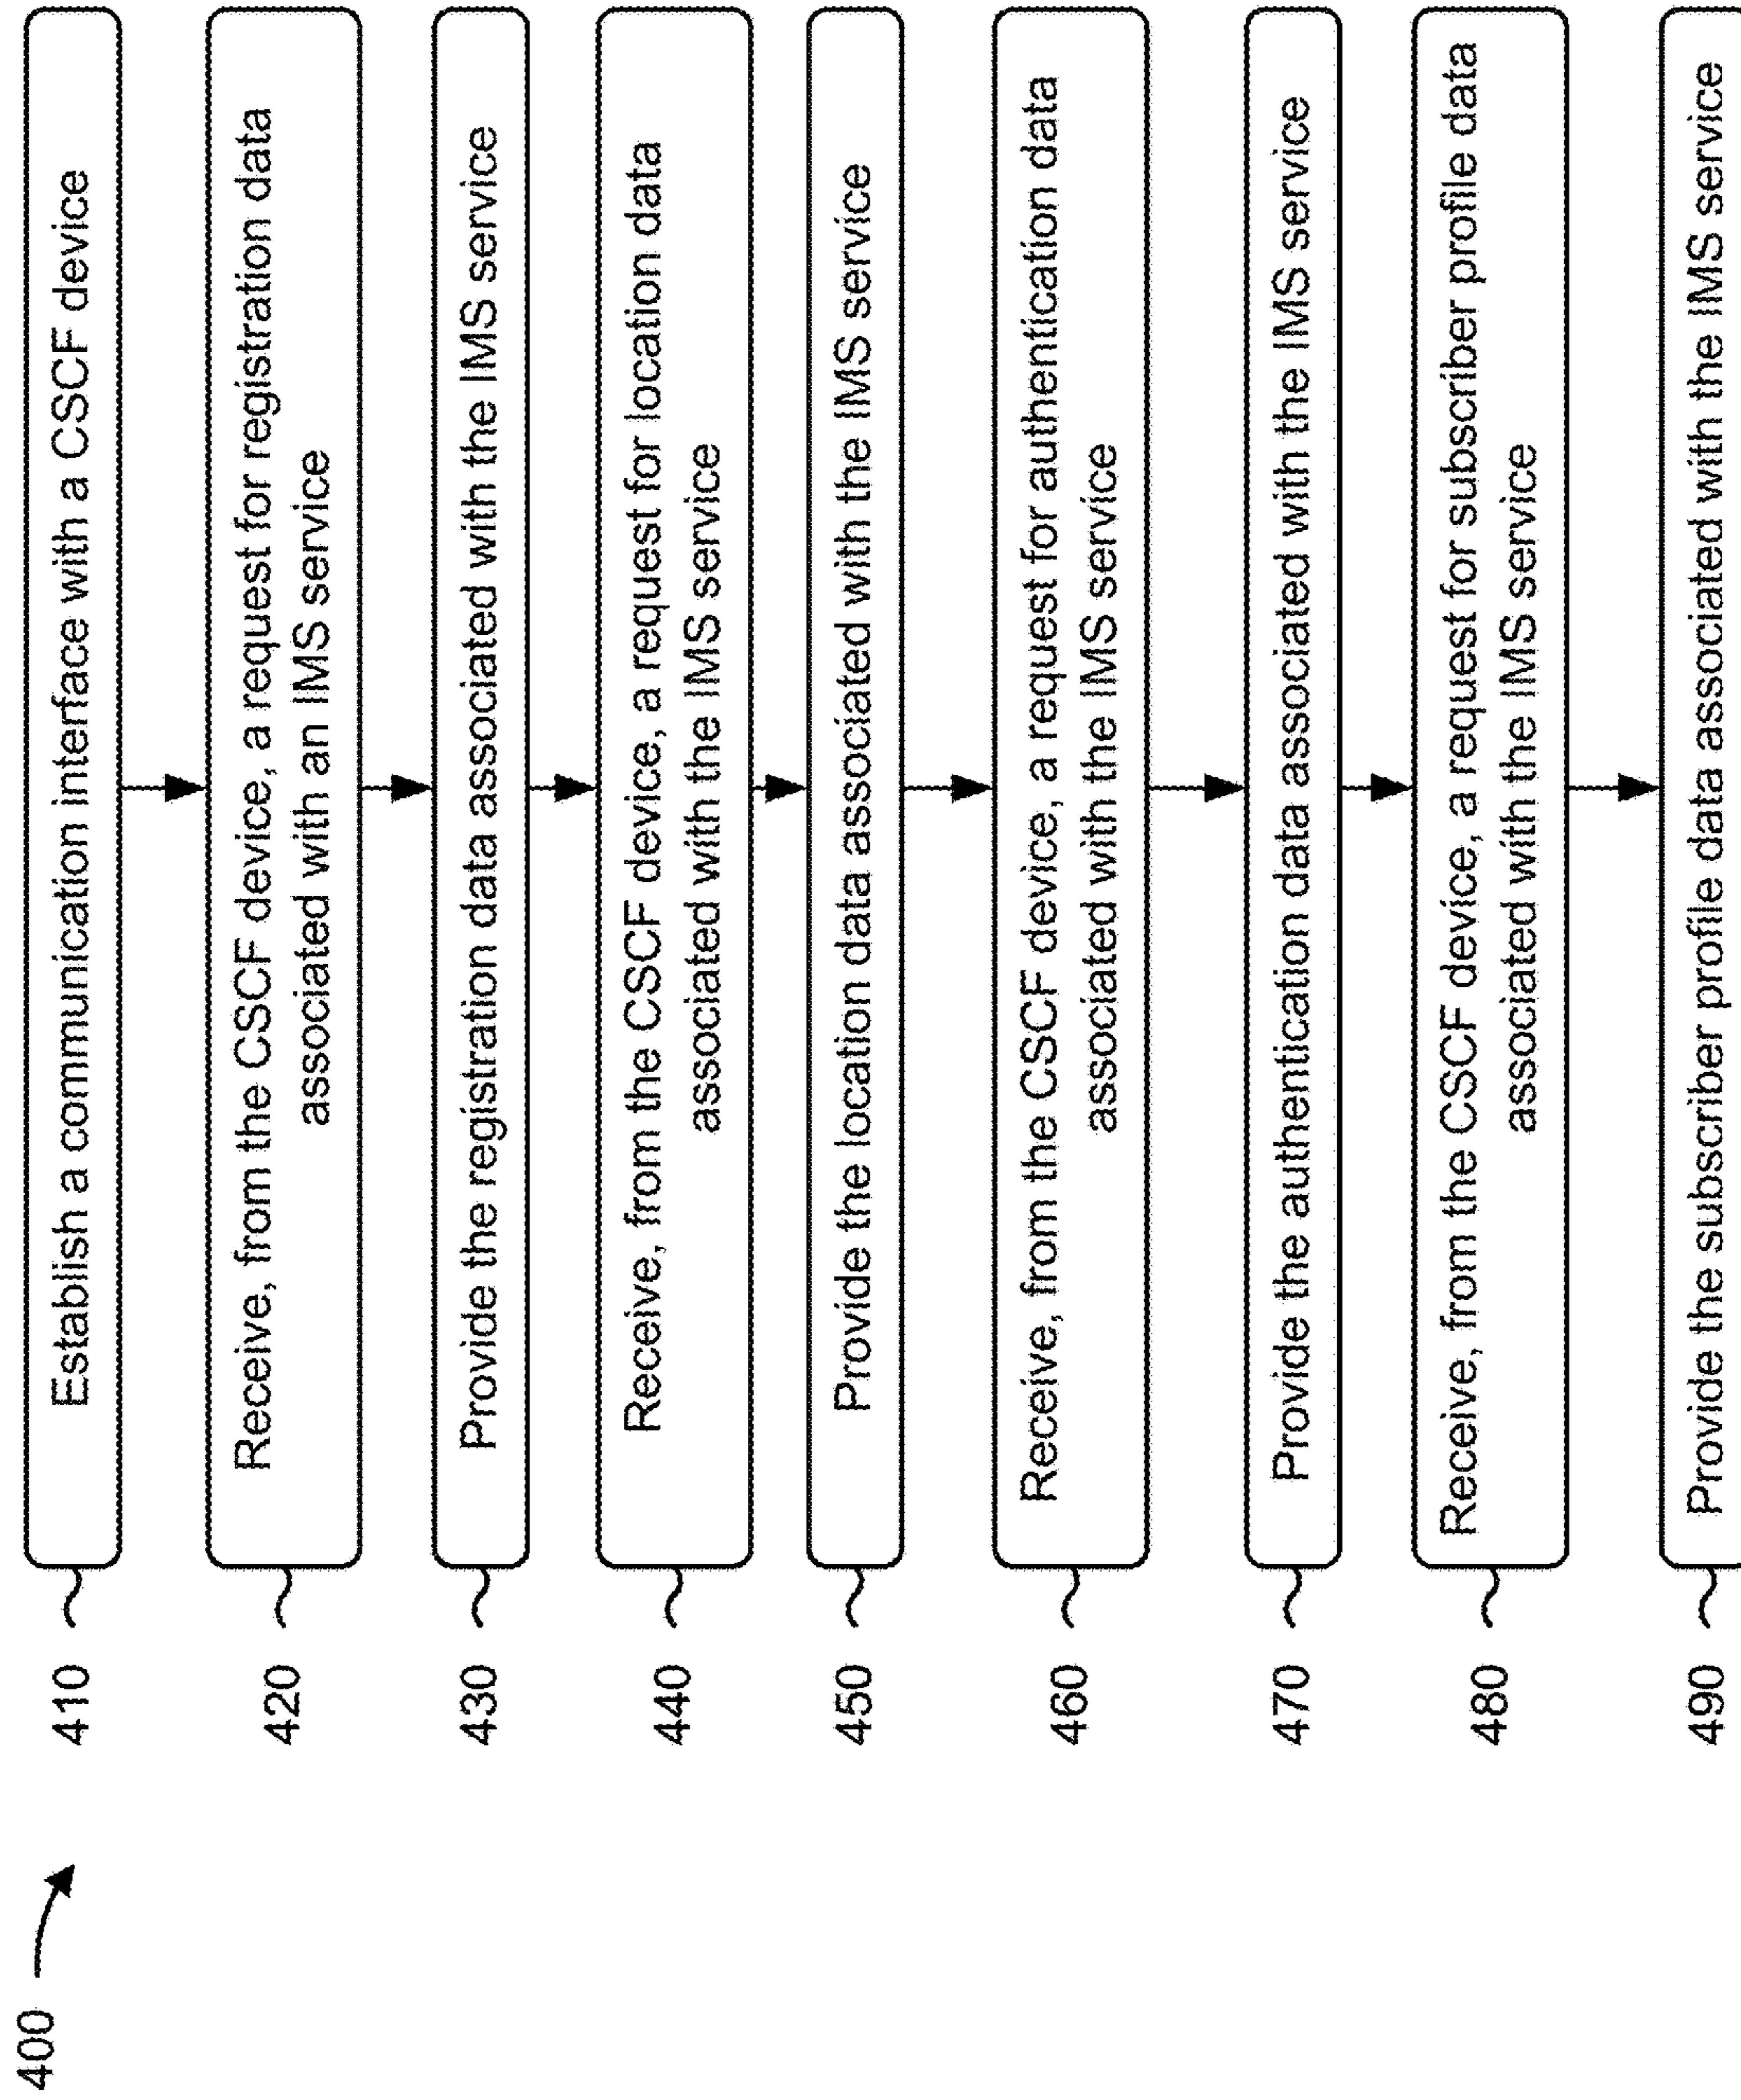 400
410
Establish a communication interface with a CSCF device
420
Receive, from the CSCF device, a request for registration data
associated with an IMS service
430
Provide the registration data associated with the IMS service
440
Receive, from the CSCF device, a request for location data
associated with the IMS service
450
Provide the location data associated with the IMS service
460
Receive, from the CSCF device, a request for authentication data
associated with the IMS service
470
Provide the authentication data associated with the IMS service
480
Receive, from the CSCF device, a request for subscriber profile data
associated with the IMS service
490
Provide the subscriber profile data associated with the IMS service